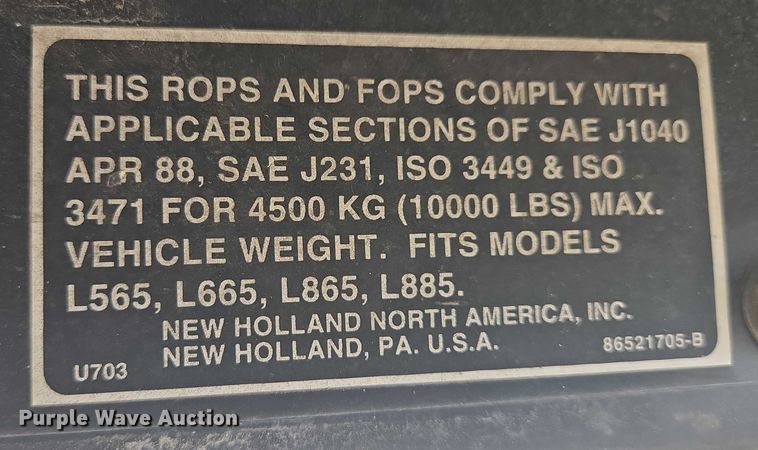 THIS ROPS AND FOPS COMPLY WITH
APPLICABLE SECTIONS OF SAE J1040
APR 88, SAE J231, ISO 3449 & ISO
3471 FOR 4500 KG (10000 LBS) MAX.
VEHICLE WEIGHT. FITS MODELS
L565, L665, L865, L885.
NEW HOLLAND NORTH AMERICA, INC.
NEW HOLLAND, PA. U.S.A.
U703
86521705-B
Purple Wave Auction